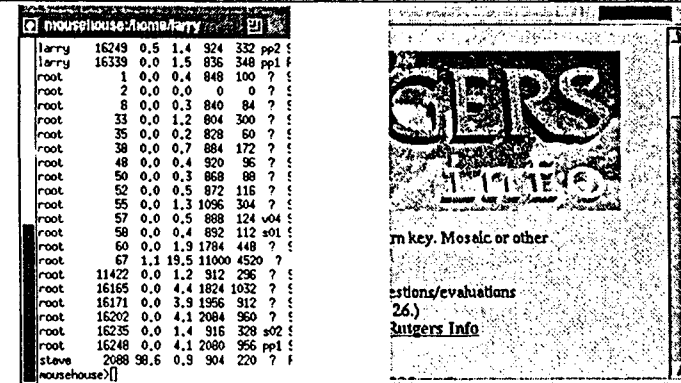 mousehouse:/home/larry
larry 16249 0.5 1.4 924 332 pp2 S
larry 16339 0.0 1.5 836 348 pp1 R
root 1 0.0 0.4 848 100 ? S
root 2 0.0 0.0 0 0 ? S
root 8 0.0 0.3 840 84 ? S
root 33 0.0 1.2 804 300 ? S
root 35 0.0 0.2 828 60 ? S
root 38 0.0 0.7 884 172 ? S
root 48 0.0 0.4 920 96 ? S
root 50 0.0 0.3 868 88 ? S
root 52 0.0 0.5 872 116 ? S
root 55 0.0 1.3 1096 304 ? S
root 57 0.0 0.5 888 124 v04 S
root 58 0.0 0.4 892 112 s01 S
root 60 0.0 1.9 1784 448 ? S
root 67 1.1 19.5 11000 4520 ?
root 11422 0.0 1.2 912 296 ? S
root 16165 0.0 4.4 1824 1032 ? S
root 16171 0.0 3.9 1956 912 ? S
root 16202 0.0 4.1 2084 960 ? S
root 16235 0.0 1.4 916 328 s02 S
root 16248 0.0 4.1 2080 956 pp1 S
steve 2088 98.6 0.9 904 220 ? R
mousehouse>[]
GERS
info
rn key. Mosaic or other
estions/evaluations
26.)
Rutgers Info